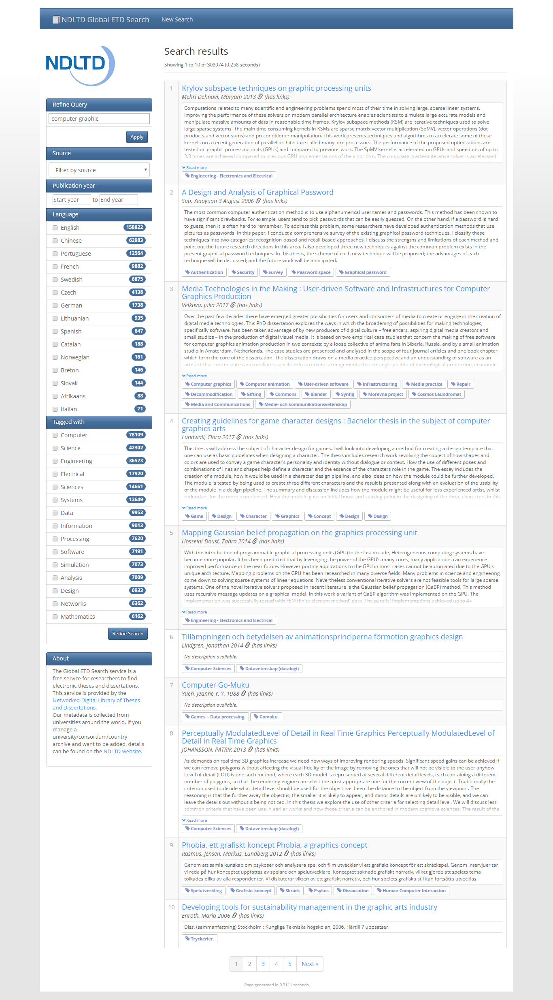 NDLTD Global ETD Search New Search
NDLTD
Refine Query
computer graphic
Apply
Source
Filter by source
Publication year
Start year to End year
Language
English 158822
Chinese 62983
Portuguese 12564
French 9882
Swedish 6875
Czech 4138
German 1738
Lithuanian 935
Spanish 647
Catalan 188
Norwegian 161
Breton 146
Slovak 144
Afrikaans 88
Italian 71
Tagged with
Computer 78109
Science 42302
Engineering 36573
Electrical 17920
Sciences 14661
Systems 12649
Data 9953
Information 9013
Processing 7620
Software 7191
Simulation 7073
Analysis 7009
Design 6933
Networks 6362
Mathematics 6162
Refine Search
About
The Global ETD Search service is a
free service for researchers to find
electronic theses and dissertations.
This service is provided by the
Networked Digital Library of Theses
and Dissertations.
Our metadata is collected from
universities around the world. If you
manage a
university/consortium/country
archive and want to be added, details
can be found on the NDLTD website.
Search results
Showing 1 to 10 of 308074 (0.258 seconds)
1 Krylov subspace techniques on graphic processing units
Mehri Dehnavi, Maryam 2013 (has links)
Computations related to many scientific and engineering problems spend most of their time in solving large, sparse linear systems.
Improving the performance of these solvers on modern parallel architecture enables scientists to simulate large accurate models and
manipulate massive amounts of data in reasonable time frames. Krylov subspace methods (KSM) are iterative techniques used to solve
large sparse systems. The main time consuming kernels in KSMs are sparse matrix vector multiplication (SpMV), vector operations (dot
products and vector sums) and preconditioner manipulation. This work presents techniques and algorithms to accelerate some of these
kernels on a recent generation of parallel architecture called manycore processors. The performance of the proposed optimizations are
tested on graphic processing units (GPUs) and compared to previous work. The SpMV kernel is accelerated on GPUs and speedups of up to
3.3 times are achieved compared to previous GPU implementations of the algorithm. The conjugate gradient iterative solver is accelerated
Read more
Engineering - Electronics and Electrical
2 A Design and Analysis of Graphical Password
Suo, Xiaoyuan 3 August 2006 (has links)
The most common computer authentication method is to use alphanumerical usernames and passwords. This method has been shown to
have significant drawbacks. For example, users tend to pick passwords that can be easily guessed. On the other hand, if a password is hard
to guess, then it is often hard to remember. To address this problem, some researchers have developed authentication methods that use
pictures as passwords. In this paper, I conduct a comprehensive survey of the existing graphical password techniques. I classify these
techniques into two categories: recognition-based and recall-based approaches. I discuss the strengths and limitations of each method and
point out the future research directions in this area. I also developed three new techniques against the common problem exists in the
present graphical password techniques. In this thesis, the scheme of each new technique will be proposed; the advantages of each
technique will be discussed; and the future work will be anticipated.
Authentication Security Survey Password space Graphical password
3 Media Technologies in the Making : User-driven Software and Infrastructures for Computer
Graphics Production
Velkova, Julia 2017 (has links)
Over the past few decades there have emerged greater possibilities for users and consumers of media to create or engage in the creation of
digital media technologies. This PhD dissertation explores the ways in which the broadening of possibilities for making technologies,
specifically software, has been taken advantage of by new producers of digital culture – freelancers, aspiring digital media creators and
small studios – in the production of digital visual media. It is based on two empirical case studies that concern the making of free software
for computer graphics animation production in two contexts: by a loose collective of anime fans in Siberia, Russia, and by a small animation
studio in Amsterdam, Netherlands. The case studies are presented and analysed in the scope of four journal articles and one book chapter
which form the core of the dissertation. The dissertation draws on a media practice perspective and an understanding of software as an
artefact that concentrates and mediates specific infrastructural arrangements that entangle politics of technological production, economic
Read more
Computer graphics Computer animation User-driven software Infrastructuring Media practice Repair
Decommodification Gifting Commons Blender Synfig Morevna project Cosmos Laundromat
Media and Communications Medie- och kommunikationsvetenskap
4 Creating guidelines for game character designs : Bachelor thesis in the subject of computer
graphics arts
Lundwall, Clara 2017 (has links)
This thesis will address the subject of character design for games. I will look into developing a method for creating a design template that
one can use as basic guidelines when designing a character. The thesis includes research work revolving the subject of how shapes and
colors are used to convey a game character's personality and identity without dialogue or context. How the use of different poses and
combinations of lines and shapes help define a character and the essence of the characters role in the game. The essay includes the
creation of a module, how it would be used in a character design pipeline, and also ideas on how the module could be further developed.
The module is tested by being used to create three different characters and the result is presented along with an evaluation of the usability
of the module in a design pipeline. The summary and discussion includes how the module might be useful for less experienced artist, whilst
redundant for the more experienced. How the module gave an initial boost and starting point in the designing of the three characters in this
Read more
Game Design Character Graphics Concept Design Design
5 Mapping Gaussian belief propagation on the graphics processing unit
Hosseini-Doust, Zahra 2014 (has links)
With the introduction of programmable graphical processing units (GPU) in the last decade, Heterogeneous computing systems have
become more popular. It has been predicted that by leveraging the power of the GPU's many cores, many applications can experience
improved performance in the near future. However porting applications to the GPU in most cases cannot be automated due to the GPU's
unique architecture. Mapping problems on the GPU has been researched in many diverse fields. Many problems in science and engineering
come down to solving sparse systems of linear equations. Nevertheless conventional iterative solvers are not feasible tools for large sparse
systems. One of the novel iterative solvers proposed in recent literature is the Gaussian belief propagation (GaBP) method. This method
uses recursive message updates on a graphical model. In this work a variant of GaBP algorithm was implemented on the GPU. The
implementation was successfully tested with FEM (finite element method) data. The parallel implementations achieved up to 4×
Read more
Engineering - Electronics and Electrical
6 Tillämpningen och betydelsen av animationsprinciperna förmotion graphics design
Lindgren, Jonathan 2014 (has links)
No description available.
Computer Sciences Datavetenskap (datalogi)
7 Computer Go-Muku
Yuen, Jeanne Y. Y. 1988 (has links)
No description available.
Games -- Data processing. Gomoku.
8 Perceptually ModulatedLevel of Detail in Real Time Graphics Perceptually ModulatedLevel of
Detail in Real Time Graphics
JOHANSSON, PATRIK 2013 (has links)
As demands on real time 3D graphics increase we need new ways of improving rendering speeds. Significant speed gains can be achieved if
we can remove polygons without affecting the visual fidelity of the image by removing the ones that will not be visible to the user anyhow.
Level of detail (LOD) is one such method, where each 3D model is represented at several different detail levels, each containing a different
number of polygons, so that the rendering engine can select the most appropriate one for the current view of the object. Traditionally the
criterion used to decide what detail level should be used for the object has been the distance to the object from the viewpoint. The
reasoning is that the further away the object is, the smaller it is likely to appear, and minor details are unlikely to be visible, and we can
leave the details out without it being noticed. In this thesis we explore the use of other criteria for selecting detail level. We will discuss less
common criteria that have been use in earlier works and how those criteria can be anchored in modern cognitive sciences. The result of the
Read more
Computer Sciences Datavetenskap (datalogi)
9 Phobia, ett grafiskt koncept Phobia, a graphics concept
Rasmus, Jensen, Markus, Lundberg 2012 (has links)
Genom att samla kunskap om psykoser och analysera spel och film utvecklar vi ett grafiskt koncept för ett skräckspel. Genom intervjuer tar
vi reda på hur konceptet uppfattas av spelare och spelutvecklare. Konceptet saknade grafiskt narrativ, vilket gjorde att spelets tema
tolkades olika av alla respondenter. Vi diskuterar vikten av ett grafiskt narrativ, och hur spelets grafiska stil kan fortsätta utvecklas.
Spelutveckling Grafiskt koncept Skräck Psykos Dissociation Human Computer Interaction
10 Developing tools for sustainability management in the graphic arts industry
Enroth, Maria 2006 (has links)
Diss. (sammanfattning) Stockholm : Kungliga Tekniska högskolan, 2006. Härtill 7 uppsatser.
Tryckerier.
1 2 3 4 5 Next »
Page generated in 0.3111 seconds